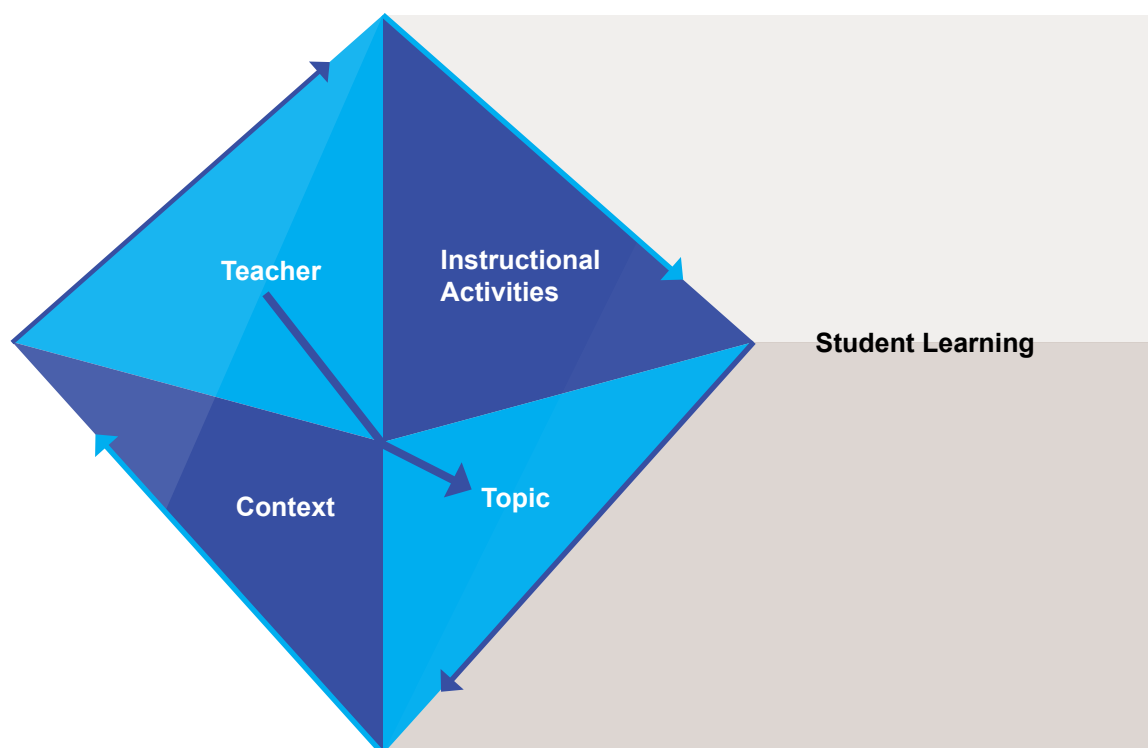 Teacher
Instructional
Activities
Student Learning
Context
Topic